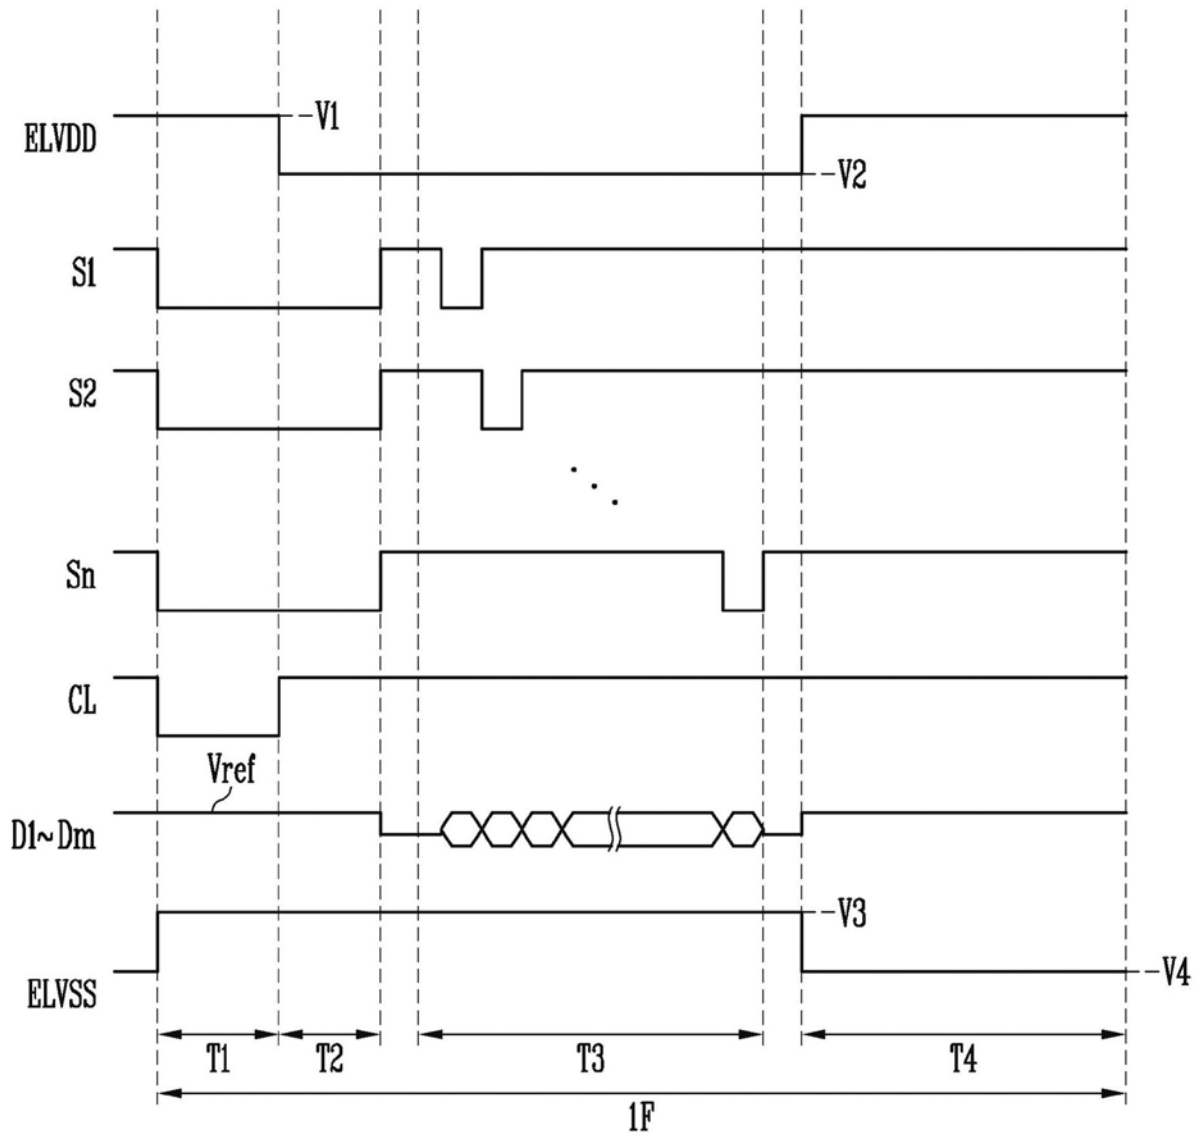 V1
ELVDD
V2
S1
S2
Sn
CL
Vref
D1~Dm
V3
V4
ELVSS
T1 T2 T3 T4
1F